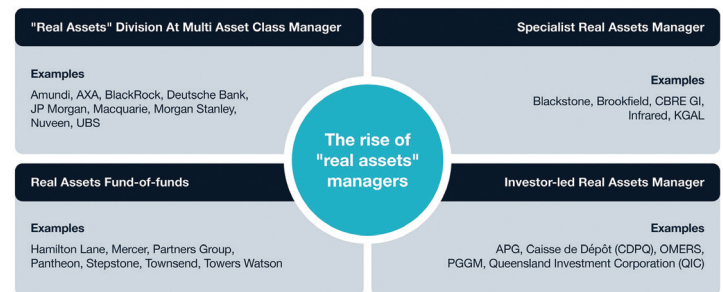 "Real Assets" Division At Multi Asset Class Manager
Examples
Amundi, AXA, BlackRock, Deutsche Bank,
JP Morgan, Macquarie, Morgan Stanley,
Nuveen, UBS
Specialist Real Assets Manager
Examples
Blackstone, Brookfield, CBRE GI,
Infrared, KGAL
The rise of
"real assets"
managers
Real Assets Fund-of-funds
Examples
Hamilton Lane, Mercer, Partners Group,
Pantheon, Stepstone, Townsend, Towers Watson
Investor-led Real Assets Manager
Examples
APG, Caisse de Dépôt (CDPQ), OMERS,
PGGM, Queensland Investment Corporation (QIC)